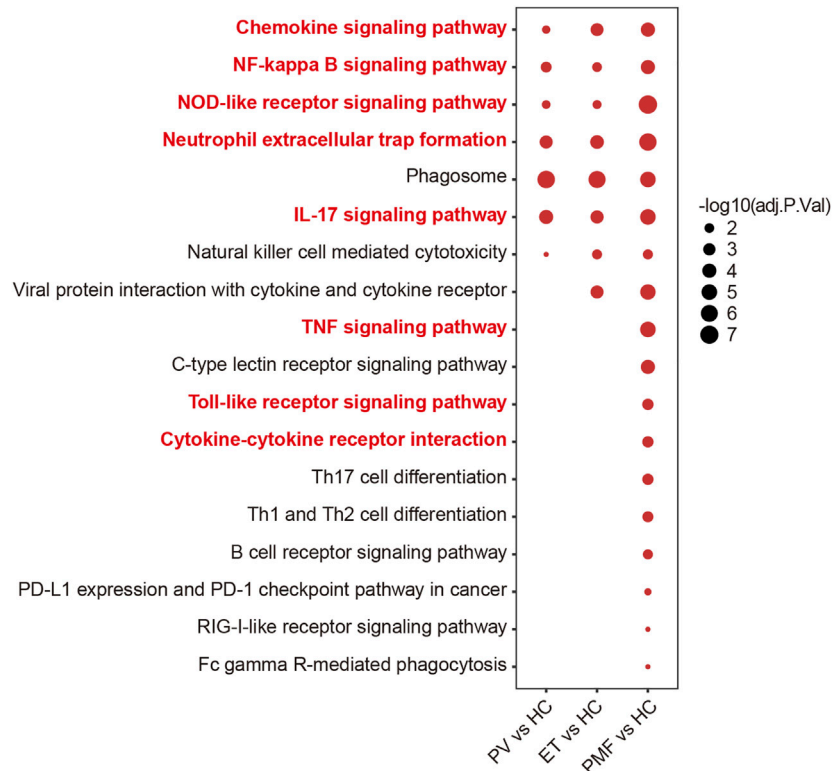 Chemokine signaling pathway
NF-kappa B signaling pathway
NOD-like receptor signaling pathway
Neutrophil extracellular trap formation
Phagosome
IL-17 signaling pathway
Natural killer cell mediated cytotoxicity
Viral protein interaction with cytokine and cytokine receptor
TNF signaling pathway
C-type lectin receptor signaling pathway
Toll-like receptor signaling pathway
Cytokine-cytokine receptor interaction
Th17 cell differentiation
Th1 and Th2 cell differentiation
B cell receptor signaling pathway
PD-L1 expression and PD-1 checkpoint pathway in cancer
RIG-I-like receptor signaling pathway
Fc gamma R-mediated phagocytosis
PV vs HC
ET vs HC
PMF vs HC
-log10(adj.P.Val)
2
3
4
5
6
7